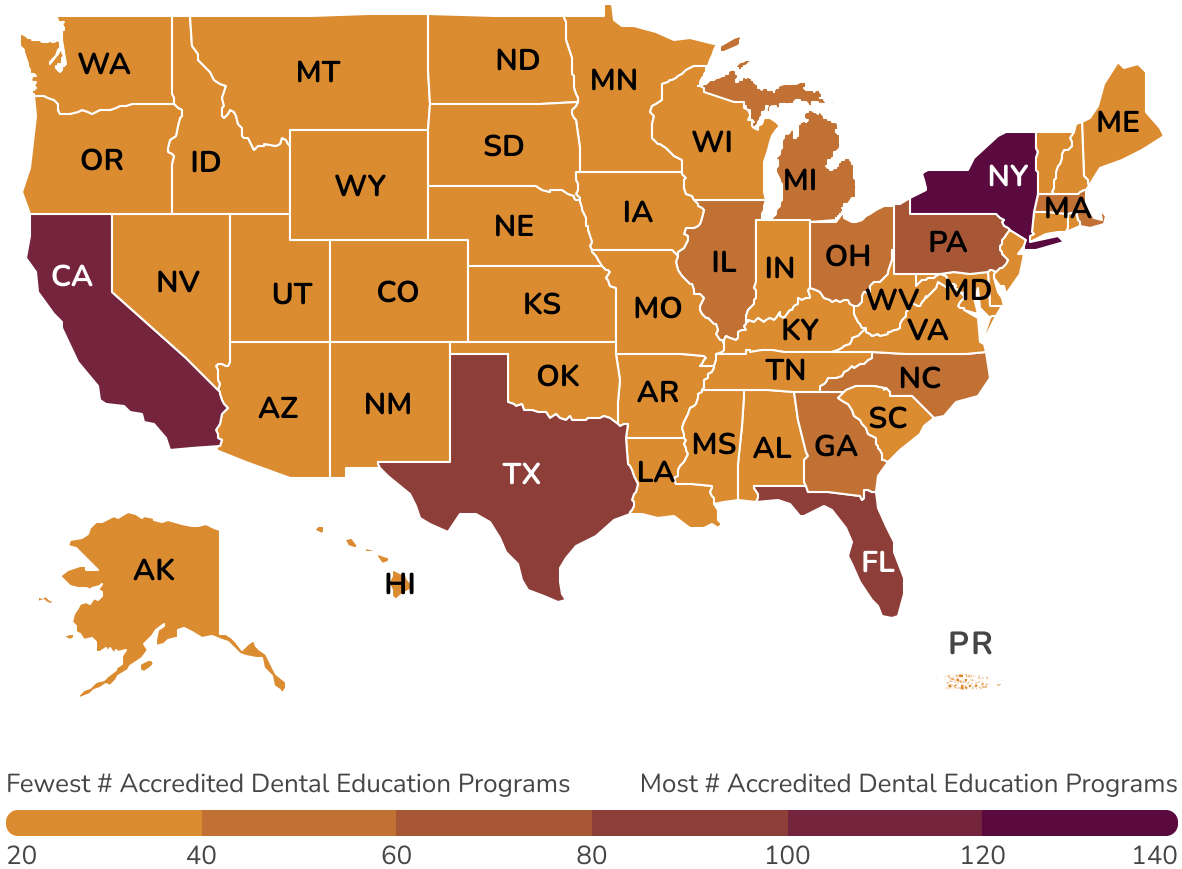 WA
MT
ND
MN
ME
OR
ID
SD
WI
WY
MI
NY
IA
MA
NE
PA
CA
NV
UT
CO
IL
IN
OH
MD
KS
MO
WV
KY
VA
TN
OK
NC
AR
AZ
NM
SC
MS
AL
GA
TX
LA
FL
AK
HI
PR
Fewest # Accredited Dental Education Programs
Most # Accredited Dental Education Programs
20 40 60 80 100 120 140